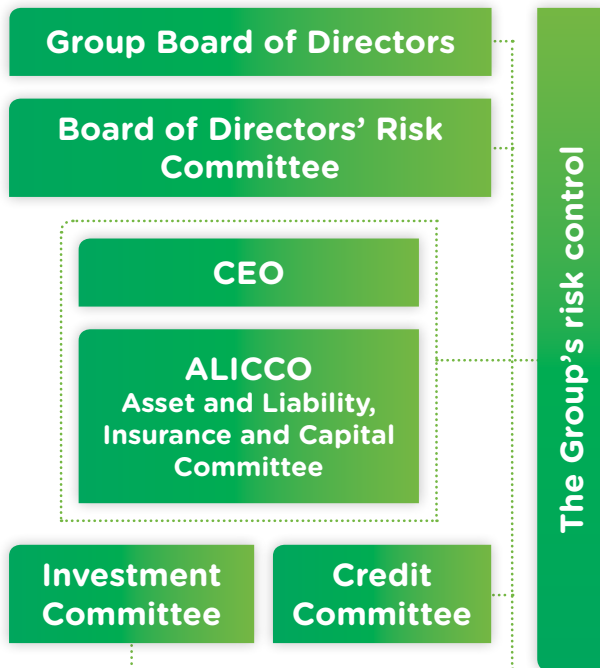 Group Board of Directors
Board of Directors’ Risk
Committee
CEO
ALICCO
Asset and Liability,
Insurance and Capital
Committee
Investment
Committee
Credit
Committee
The Group’s risk control